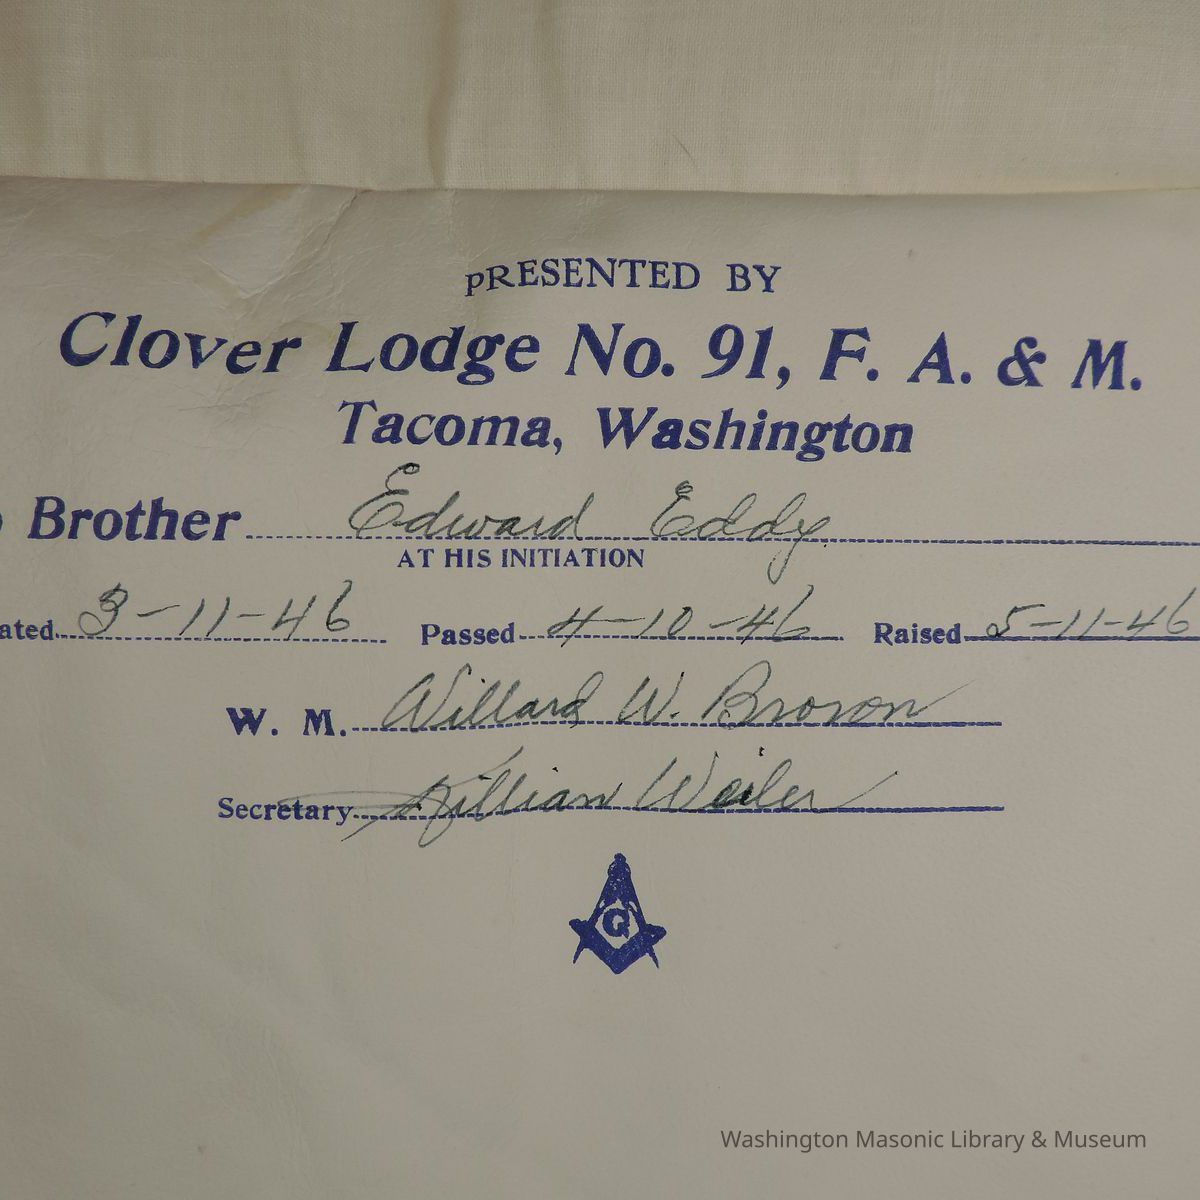 PRESENTED BY
Clover Lodge No. 91, F. A. & M.
Tacoma, Washington
Brother Edward Eddy
AT HIS INITIATION
ated 3-11-46 Passed 4-10-46 Raised 5-11-46
W. M. Willard W. Brown
Secretary Killian Weiler
G
Washington Masonic Library & Museum